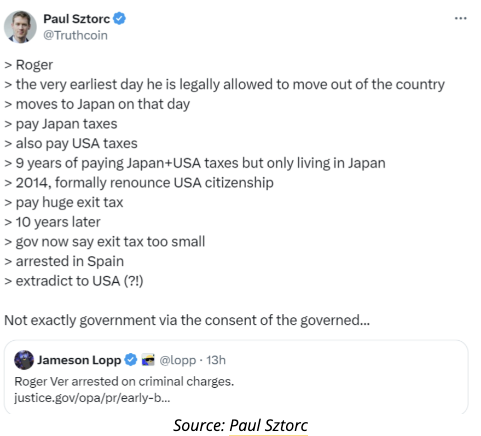 Paul Sztorc
@Truthcoin
> Roger
> the very earliest day he is legally allowed to move out of the country
> moves to Japan on that day
> pay Japan taxes
> also pay USA taxes
> 9 years of paying Japan+USA taxes but only living in Japan
> 2014, formally renounce USA citizenship
> pay huge exit tax
> 10 years later
> gov now say exit tax too small
> arrested in Spain
> extradict to USA (?!)
Not exactly government via the consent of the governed...
Jameson Lopp @lopp · 13h
Roger Ver arrested on criminal charges.
justice.gov/opa/pr/early-b...
Source: Paul Sztorc